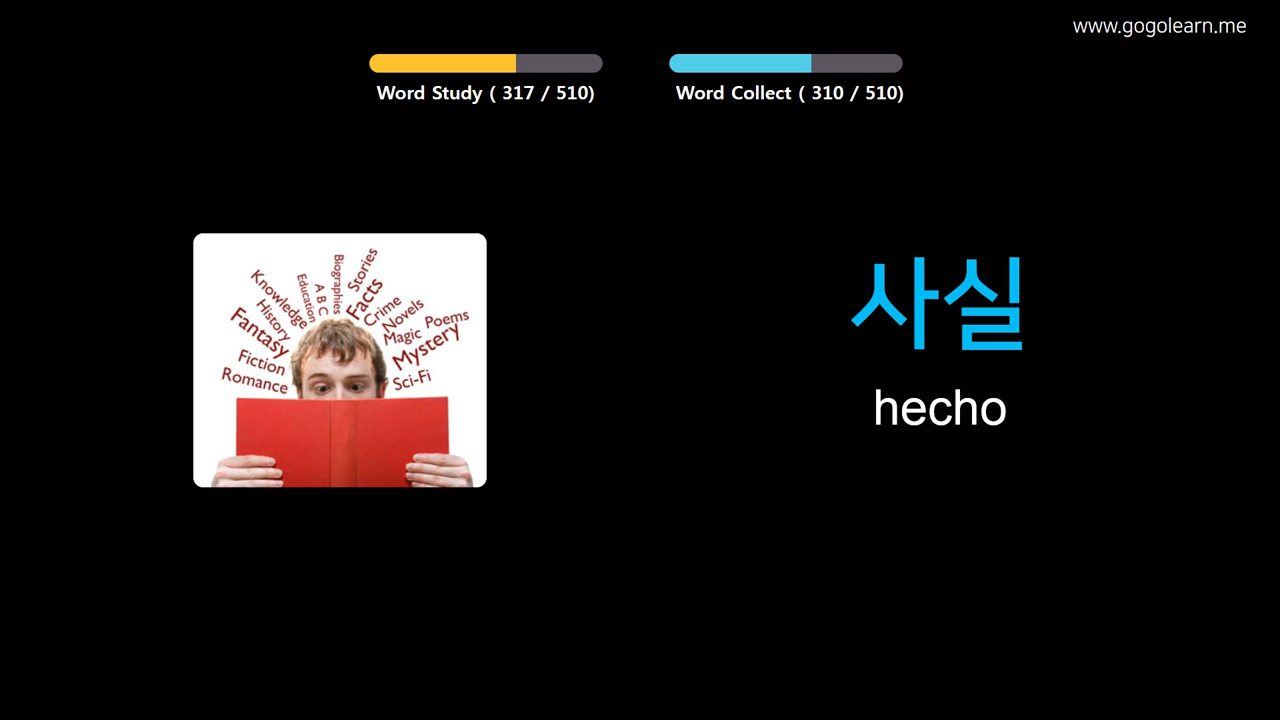 www.gogolearn.me
Word Study ( 317 / 510)
Word Collect ( 310 / 510)
Knowledge
History
Fantasy
Fiction
Romance
Education
A B C
Biographies
Stories
Facts
Crime
Novels
Magic
Poems
Mystery
Sci-Fi
사실
hecho